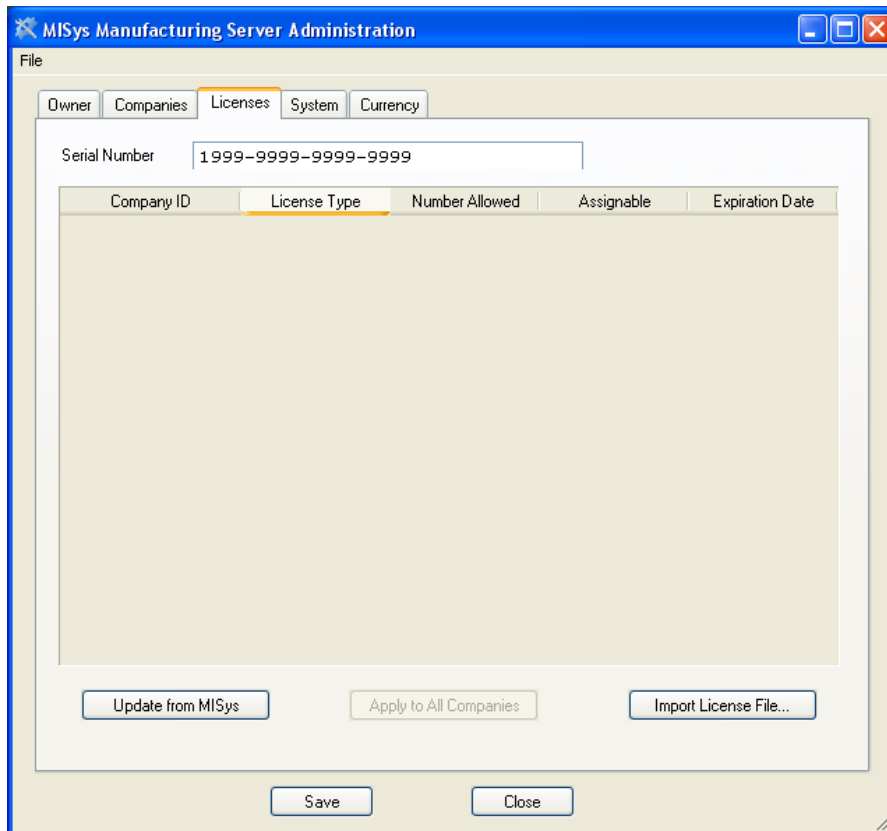 MISys Manufacturing Server Administration
File
Owner Companies Licenses System Currency
Serial Number 1999-9999-9999-9999
Company ID License Type Number Allowed Assignable Expiration Date
Update from MISys Apply to All Companies Import License File...
Save Close